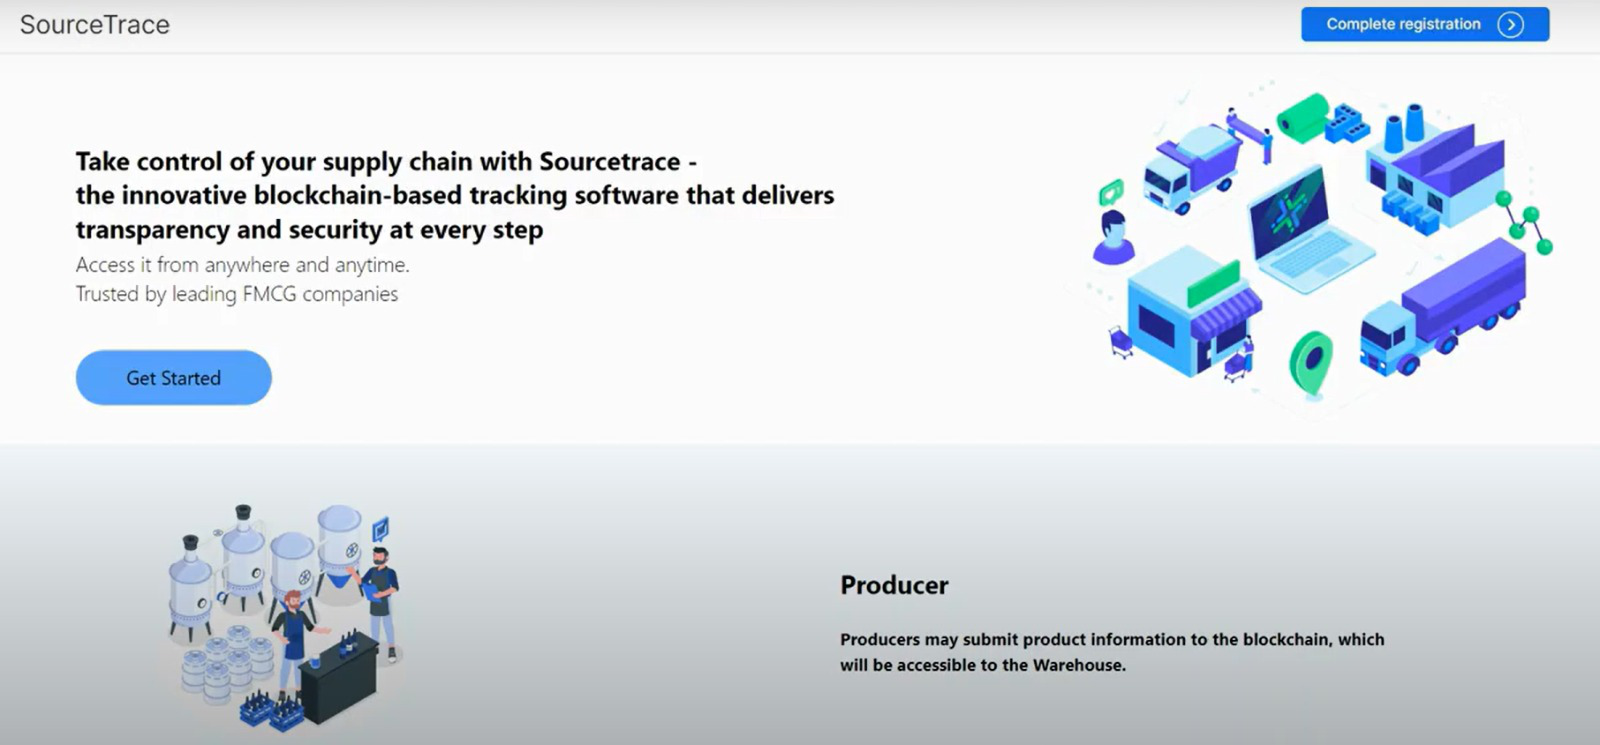 SourceTrace
Complete registration
Take control of your supply chain with Sourcetrace -
the innovative blockchain-based tracking software that delivers
transparency and security at every step
Access it from anywhere and anytime.
Trusted by leading FMCG companies
Get Started
Producer
Producers may submit product information to the blockchain, which
will be accessible to the Warehouse.